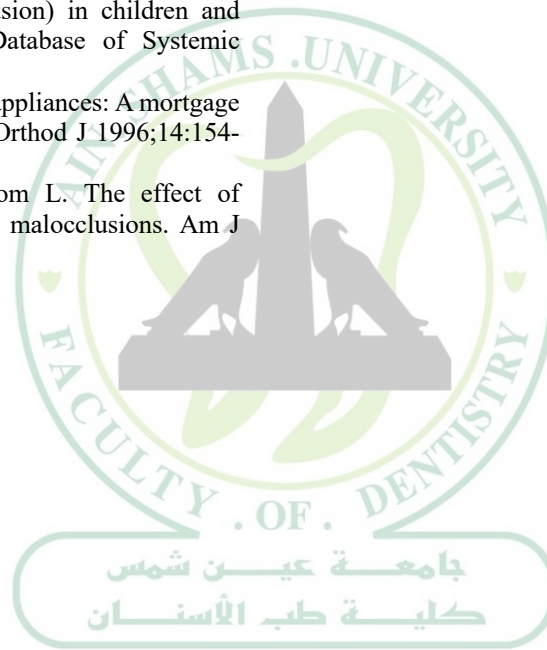 usion) in children and
Database of Systemic
appliances: A mortgage
Orthod J 1996;14:154-
om L. The effect of
malocclusions. Am J
AIN SHAMS . UNIVERSITY
FACULTY . OF . DENTISTRY
جامعة عين شمس
كلية طب الأسنان